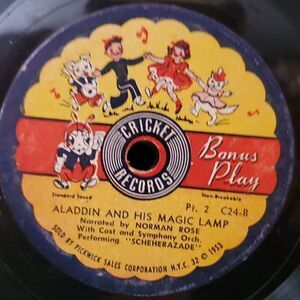 CRICKET
RECORDS
Bonus
Play
Standard Speed
Non-Breakable
Pt. 2 C24-B
ALADDIN AND HIS MAGIC LAMP
Narrated by NORMAN ROSE
With Cast and Symphony Orch.
Performing "SCHEHERAZADE"
SOLD BY PICKWICK SALES CORPORATION N.Y.C. 32 © 1953